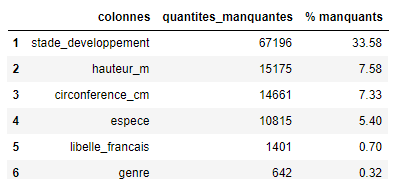 colonnes quantites_manquantes % manquants
1 stade_developpement 67196 33.58
2 hauteur_m 15175 7.58
3 circonference_cm 14661 7.33
4 espece 10815 5.40
5 libelle_francais 1401 0.70
6 genre 642 0.32